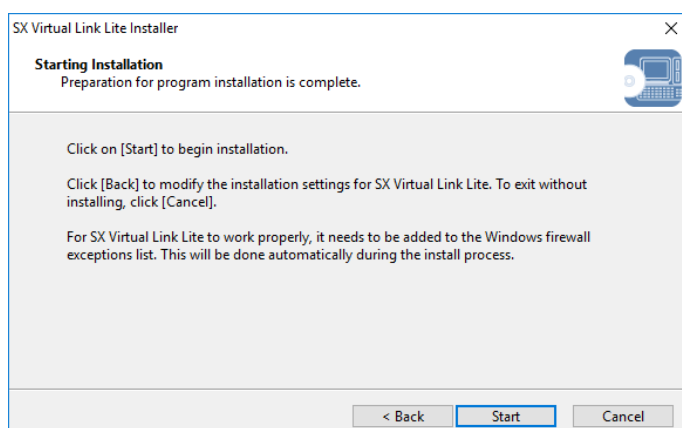 SX Virtual Link Lite Installer
Starting Installation
Preparation for program installation is complete.
Click on [Start] to begin installation.
Click [Back] to modify the installation settings for SX Virtual Link Lite. To exit without
installing, click [Cancel].
For SX Virtual Link Lite to work properly, it needs to be added to the Windows firewall
exceptions list. This will be done automatically during the install process.
< Back
Start
Cancel